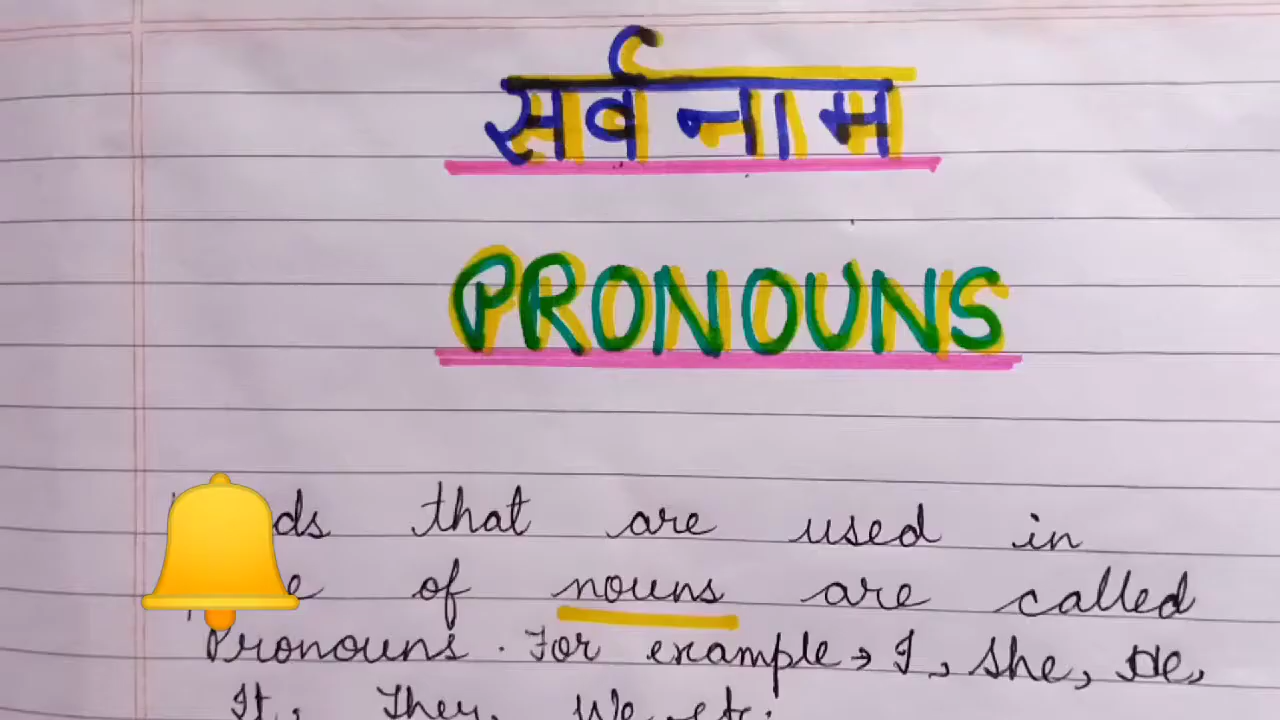 सर्वनाम
PRONOUNS
that are used in
of nouns are called
Pronouns. For example → I, She, He,
It, They, We etc.